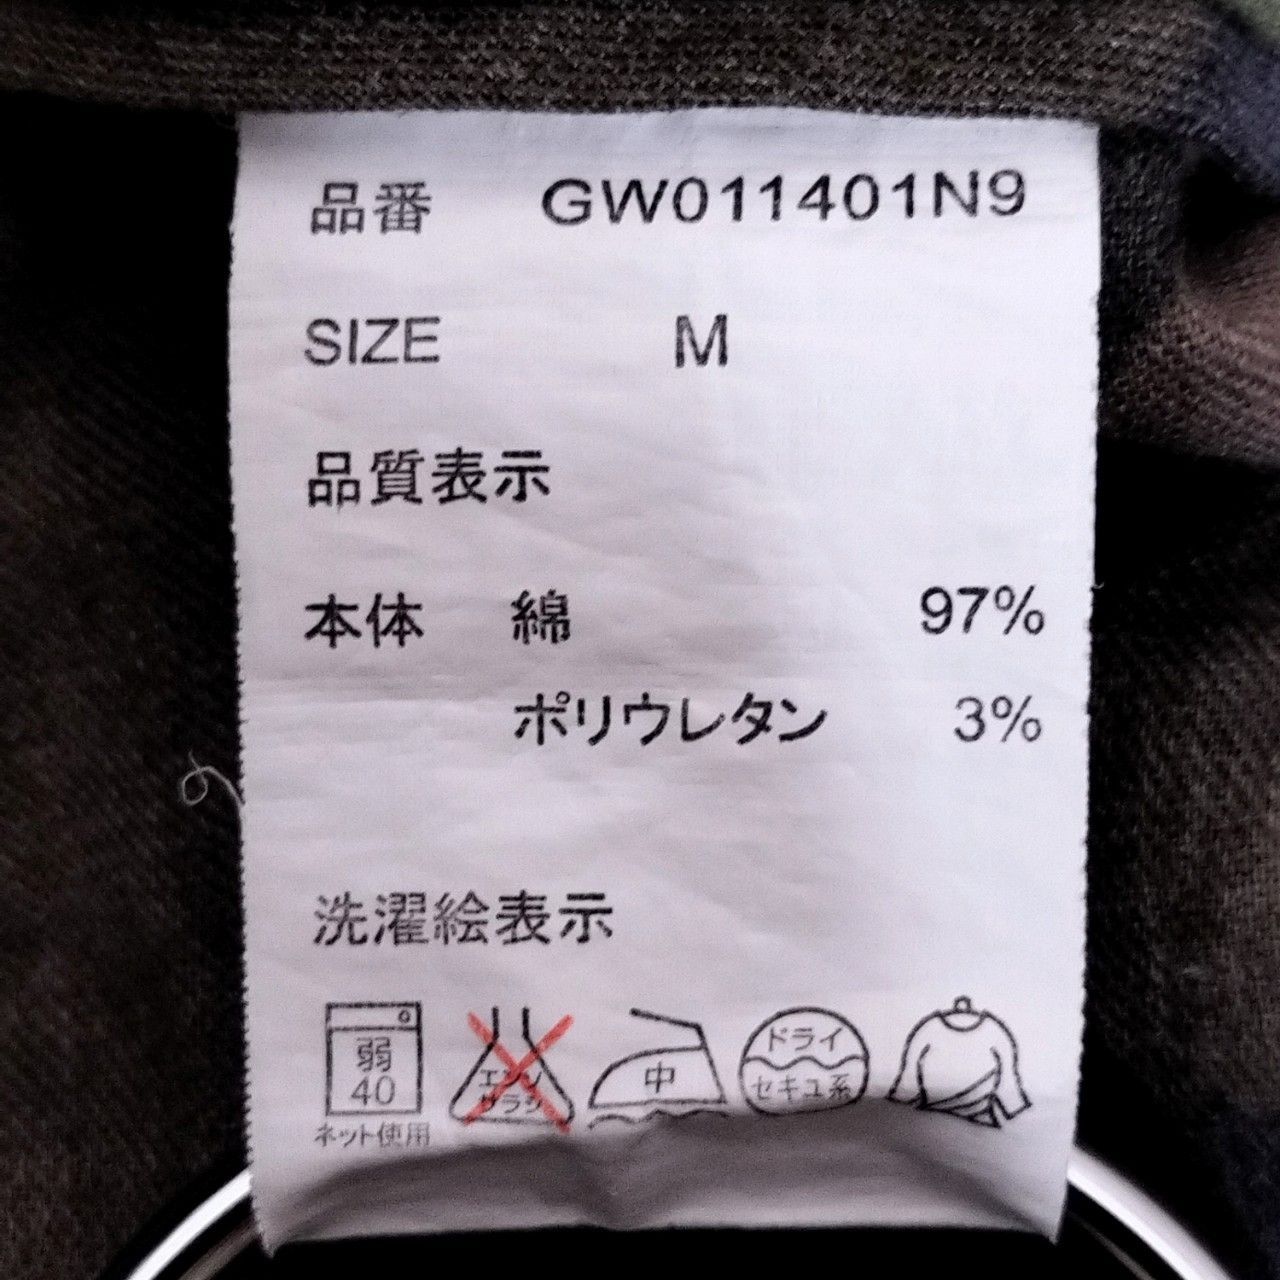 品番 GW011401N9
SIZE M
品質表示
本体 綿 97%
ポリウレタン 3%
洗濯絵表示
弱
40
ネット使用
エンソ
サラシ
中
ドライ
セキユ系